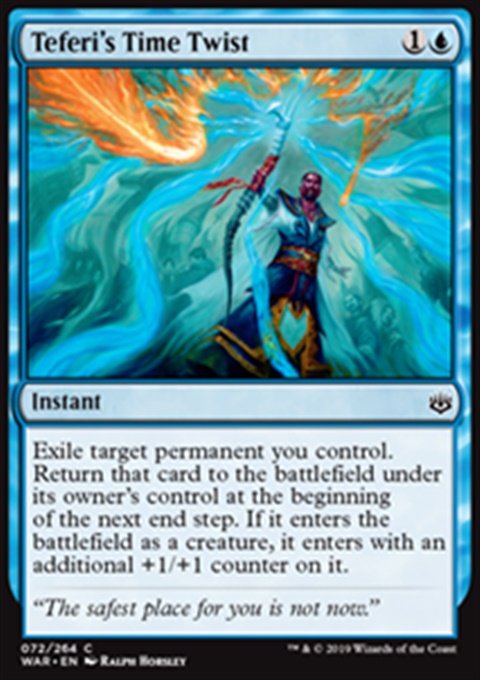 Teferi's Time Twist 1
Instant
Exile target permanent you control.
Return that card to the battlefield under
its owner's control at the beginning
of the next end step. If it enters the
battlefield as a creature, it enters with an
additional +1/+1 counter on it.
"The safest place for you is not now."
072/264 C ™ & © 2019 Wizards of the Coast
WAR • EN Ralph Horsley